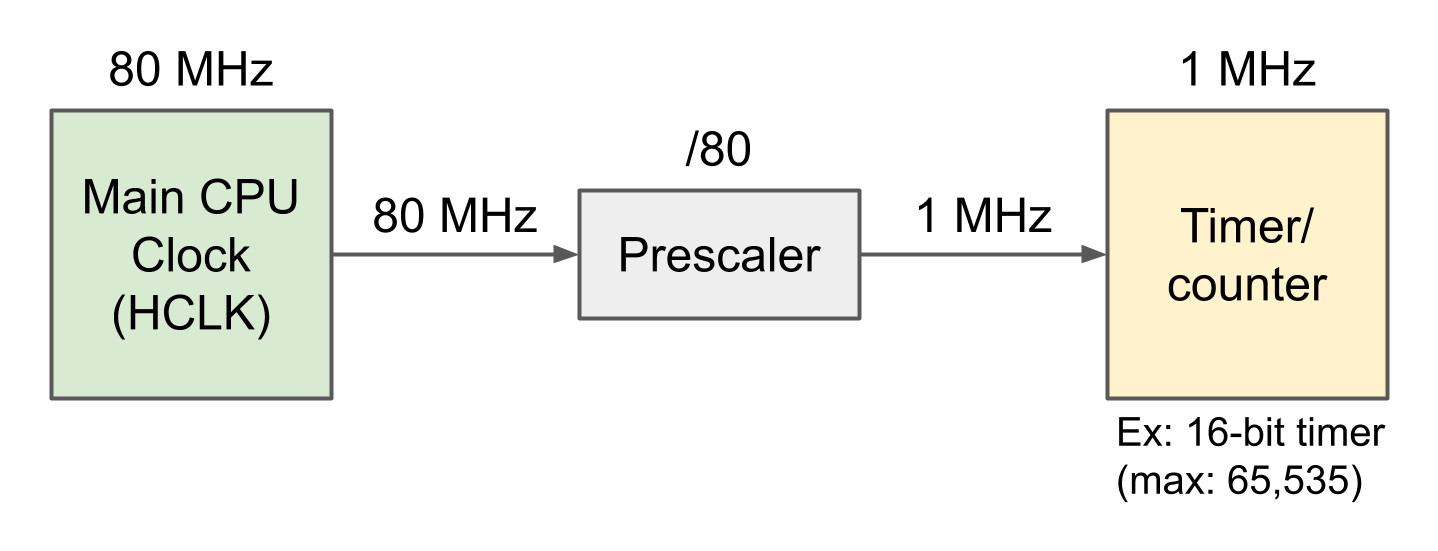 80 MHz
Main CPU
Clock
(HCLK)
80 MHz
/80
Prescaler
1 MHz
1 MHz
Timer/
counter
Ex: 16-bit timer
(max: 65,535)